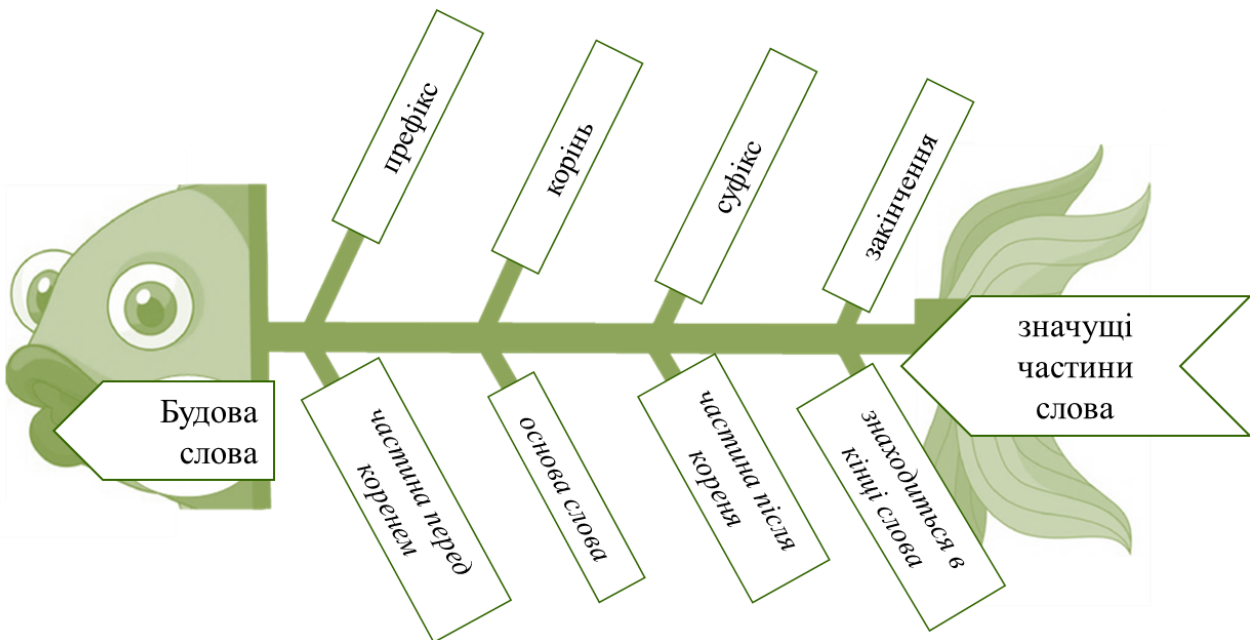 префікс
корінь
суфікс
закінчення
Будова
слова
значущі
частини
слова
частина перед
коренем
основа слова
частина після
кореня
знаходиться в
кінці слова